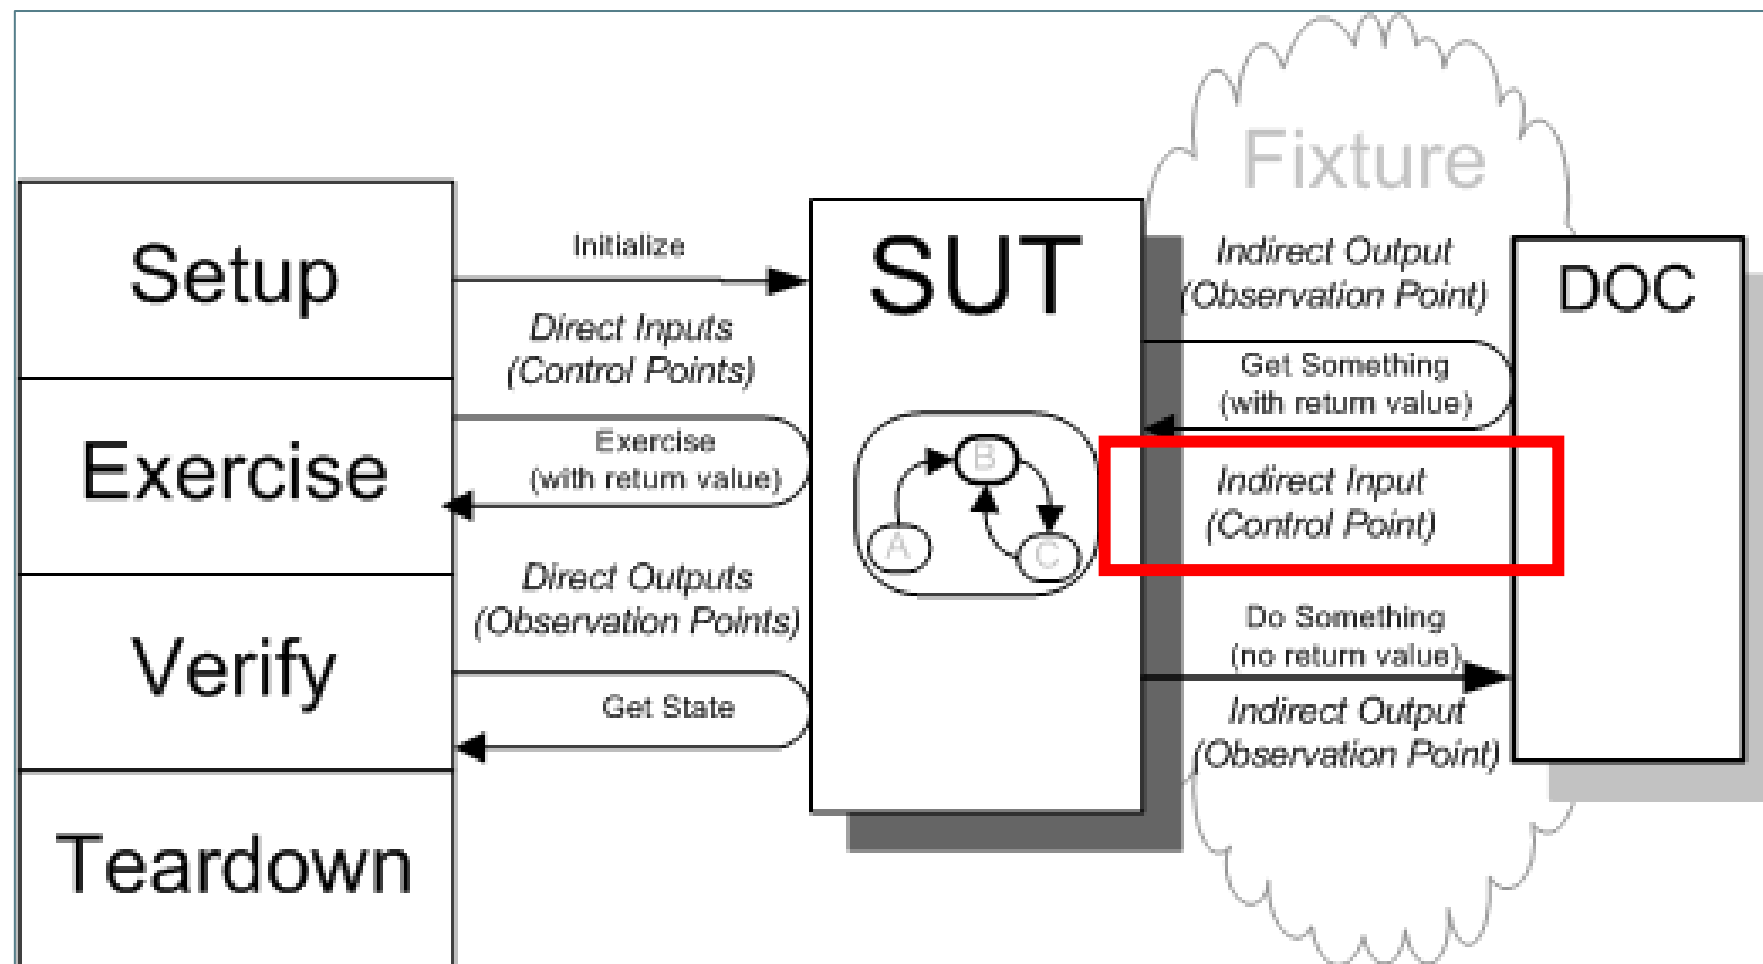 Fixture
Setup
Initialize
SUT
Indirect Output
(Observation Point)
DOC
Direct Inputs
(Control Points)
Get Something
(with return value)
Exercise
Exercise
(with return value)
B
A
C
Indirect Input
(Control Point)
Direct Outputs
(Observation Points)
Do Something
(no return value)
Verify
Get State
Indirect Output
(Observation Point)
Teardown